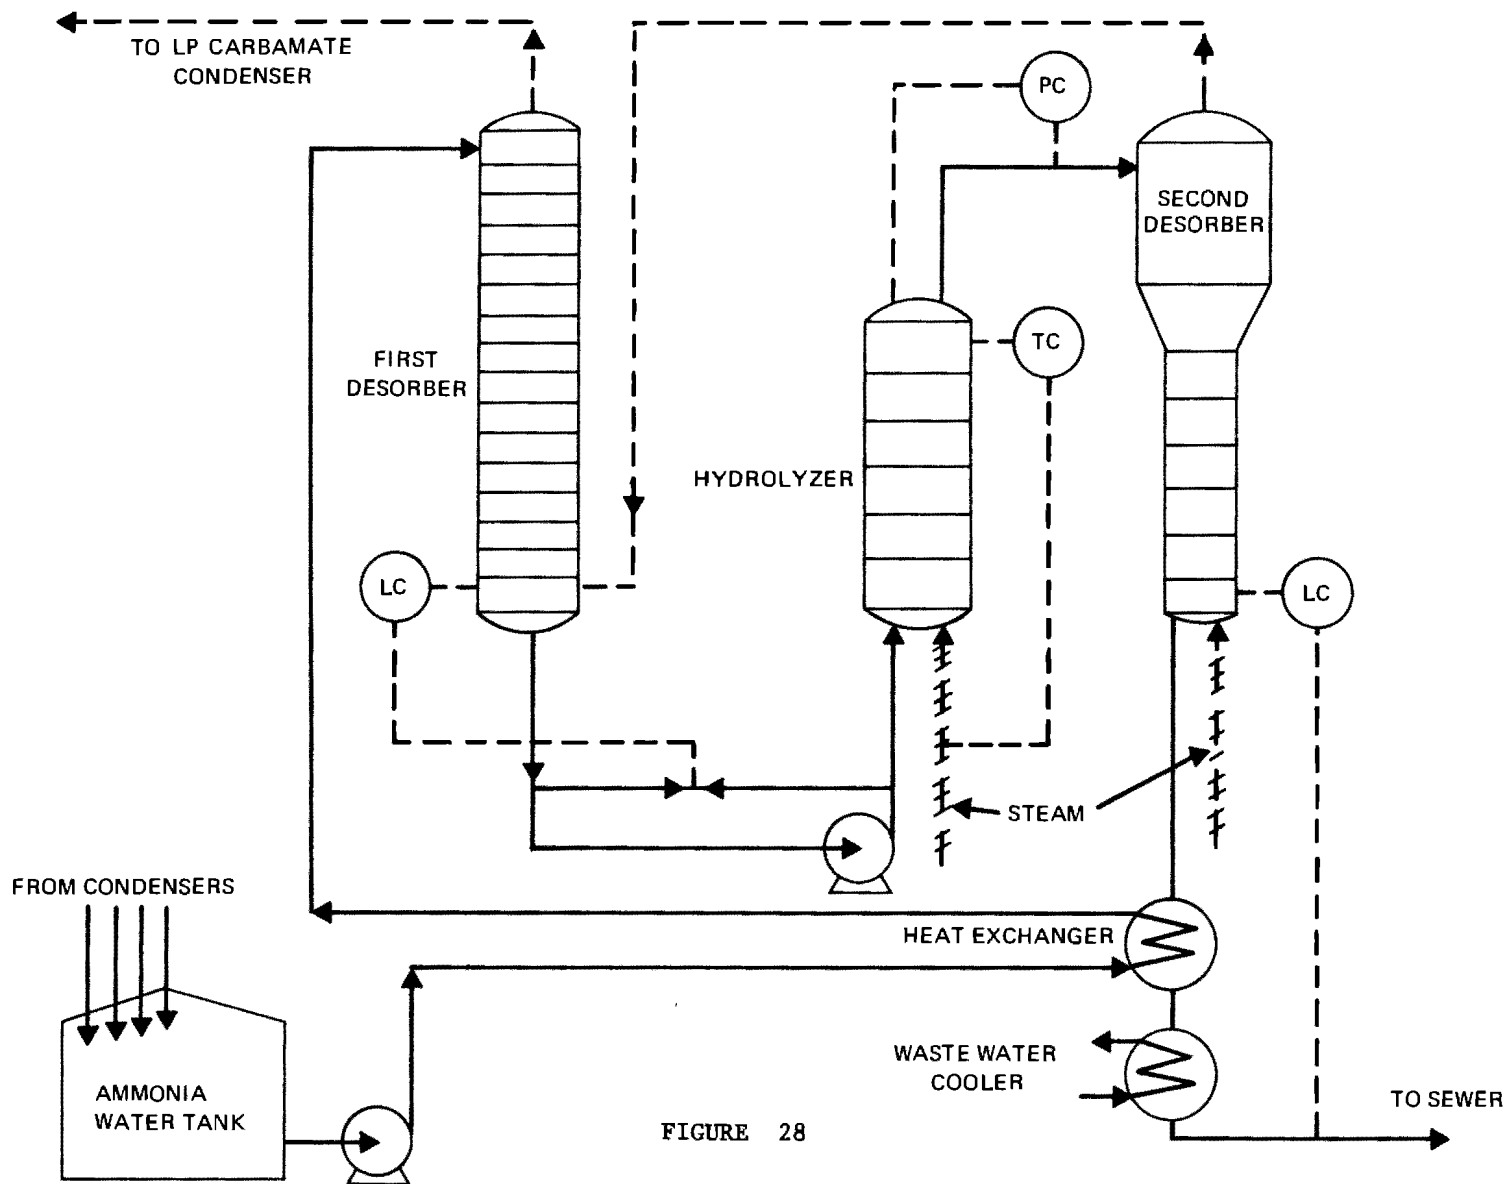 TO LP CARBAMATE
CONDENSER
PC
SECOND
DESORBER
TC
FIRST
DESORBER
HYDROLYZER
LC
LC
STEAM
FROM CONDENSERS
HEAT EXCHANGER
WASTE WATER
COOLER
AMMONIA
WATER TANK
TO SEWER
FIGURE 28